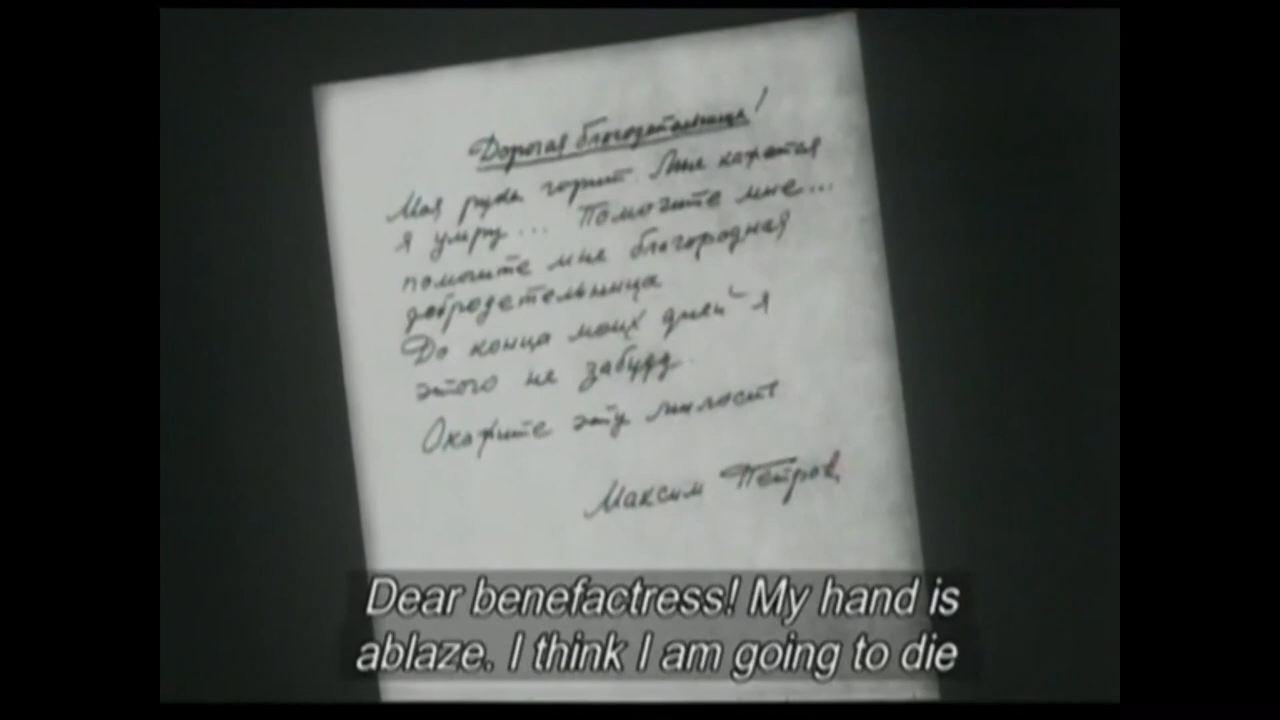 Дорогая благодетельница!
Моя рука горит. Мне кажется
я умру... Помогите мне...
помогите мне благородная
добродетельница
До конца моих дней я
этого не забуду.
Окажите эту милость
Максим Петров
Dear benefactress! My hand is
ablaze. I think I am going to die